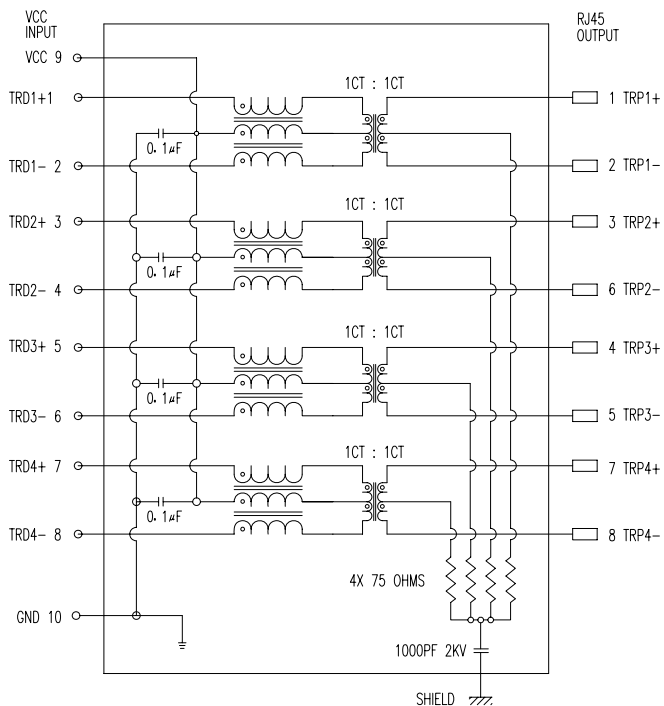 VCC
INPUT
RJ45
OUTPUT
VCC 9
1CT : 1CT
TRD1+1
1 TRP1+
0.1µF
TRD1- 2
2 TRP1-
1CT : 1CT
TRD2+ 3
3 TRP2+
0.1µF
TRD2- 4
6 TRP2-
1CT : 1CT
TRD3+ 5
4 TRP3+
0.1µF
TRD3- 6
5 TRP3-
1CT : 1CT
TRD4+ 7
7 TRP4+
0.1µF
TRD4- 8
8 TRP4-
4X 75 OHMS
GND 10
1000PF 2KV
SHIELD